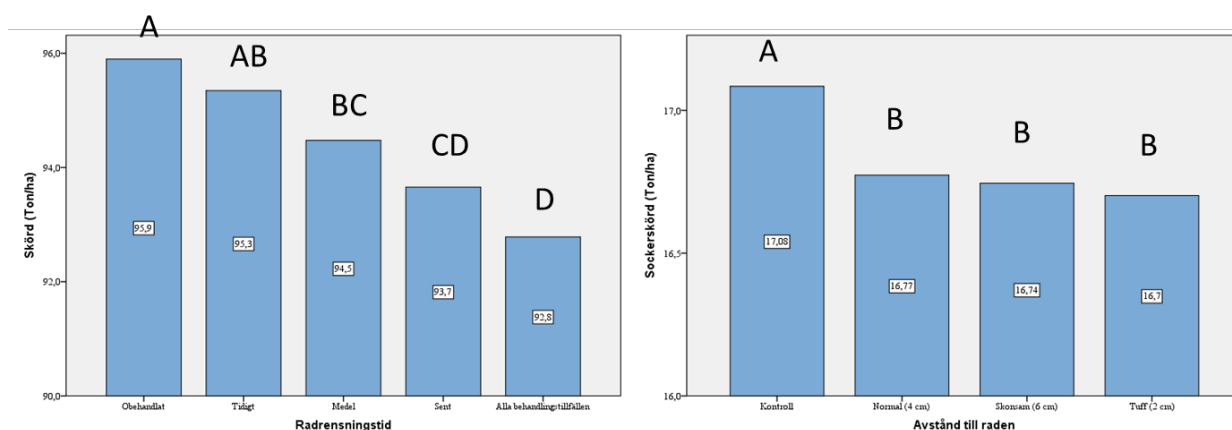 A
AB
BC
CD
D
96,0
94,0
92,0
90,0
Skörd (Ton/ha)
95,9
95,3
94,5
93,7
92,8
Obehandlat
Tidigt
Medel
Sent
Alla behandlingstillfällen
Radrensningstid
A
B
B
B
17,0
16,5
16,0
Sockerskörd (Ton/ha)
17,08
16,77
16,74
16,7
Kontroll
Normal (4 cm)
Skonsam (6 cm)
Tuff (2 cm)
Avstånd till raden